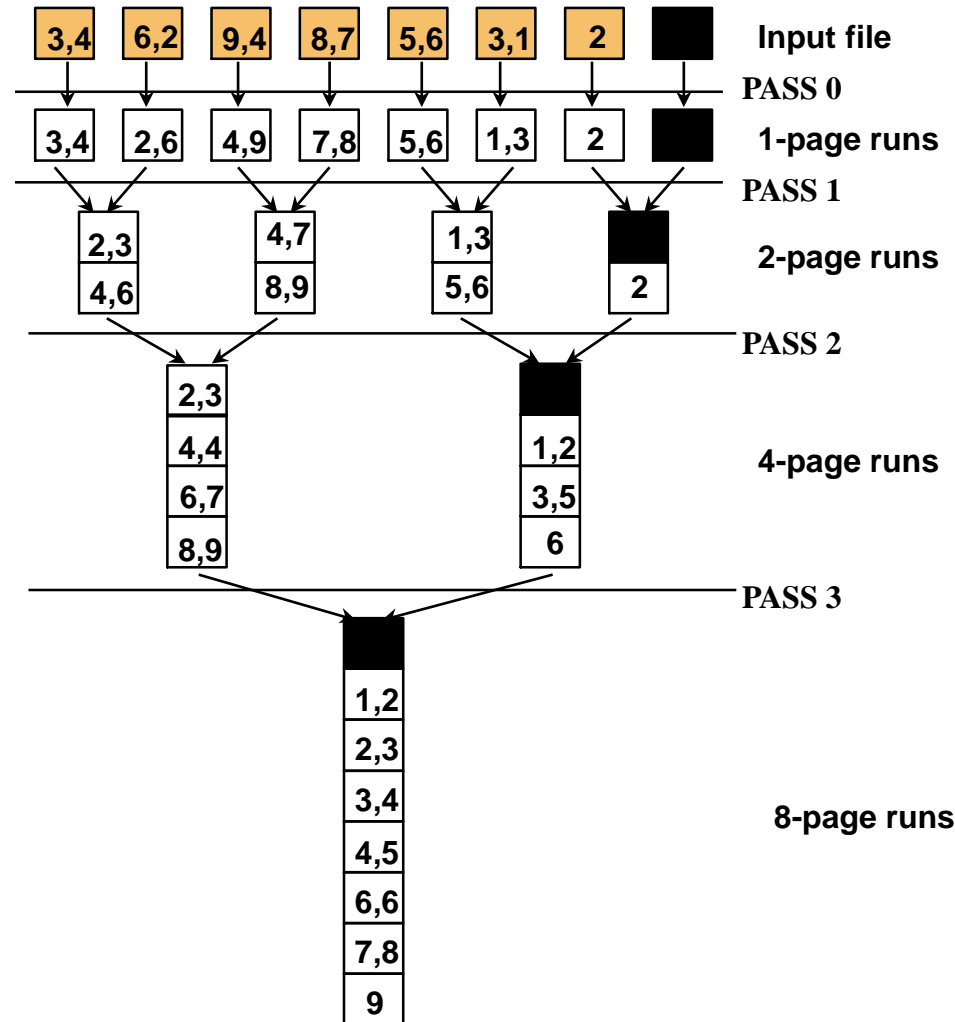 3,4 6,2 9,4 8,7 5,6 3,1 2 Input file
PASS 0
3,4 2,6 4,9 7,8 5,6 1,3 2 1-page runs
PASS 1
2,3 4,7 1,3
2-page runs
4,6 8,9 5,6 2
PASS 2
2,3
4,4 1,2
4-page runs
6,7 3,5
8,9 6
PASS 3
1,2
2,3
3,4
8-page runs
4,5
6,6
7,8
9